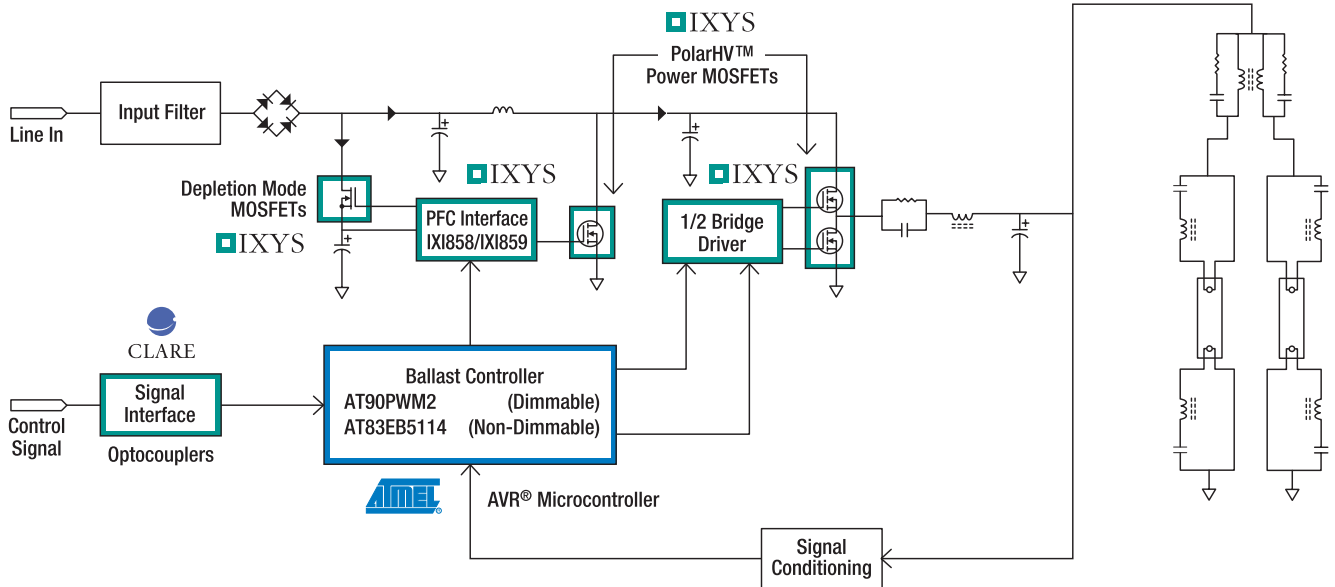 IXYS
PolarHV™
Power MOSFETs
Input Filter
Line In
+
+
IXYS
IXYS
Depletion Mode
MOSFETs
PFC Interface
IXI858/IXI859
1/2 Bridge
Driver
IXYS
+
+
CLARE
Signal
Interface
Control
Signal
Optocouplers
Ballast Controller
AT90PWM2 (Dimmable)
AT83EB5114 (Non-Dimmable)
ATMEL®
AVR® Microcontroller
Signal
Conditioning